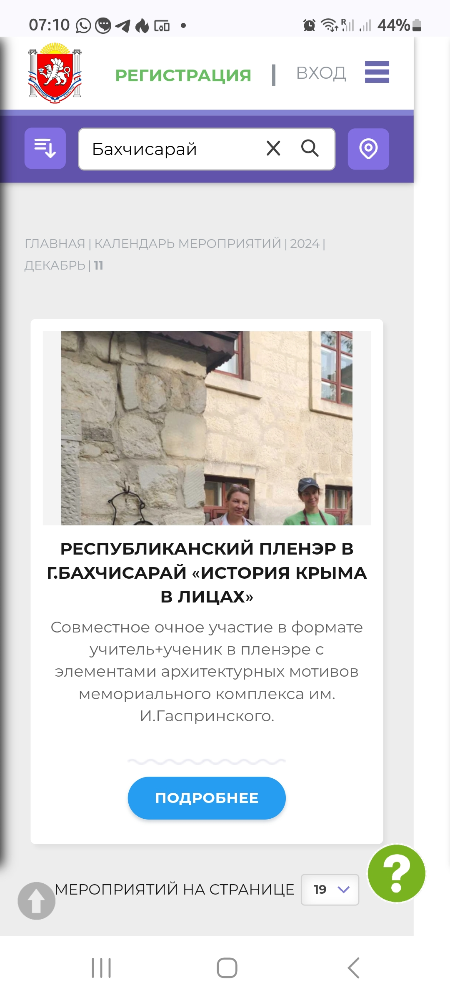 07:10
R
44%
РЕГИСТРАЦИЯ | ВХОД
Бахчисарай
ГЛАВНАЯ | КАЛЕНДАРЬ МЕРОПРИЯТИЙ | 2024 |
ДЕКАБРЬ | 11
РЕСПУБЛИКАНСКИЙ ПЛЕНЭР В
Г.БАХЧИСАРАЙ «ИСТОРИЯ КРЫМА
В ЛИЦАХ»
Совместное очное участие в формате
учитель+ученик в пленэре с
элементами архитектурных мотивов
мемориального комплекса им.
И.Гаспринского.
ПОДРОБНЕЕ
МЕРОПРИЯТИЙ НА СТРАНИЦЕ 19
?